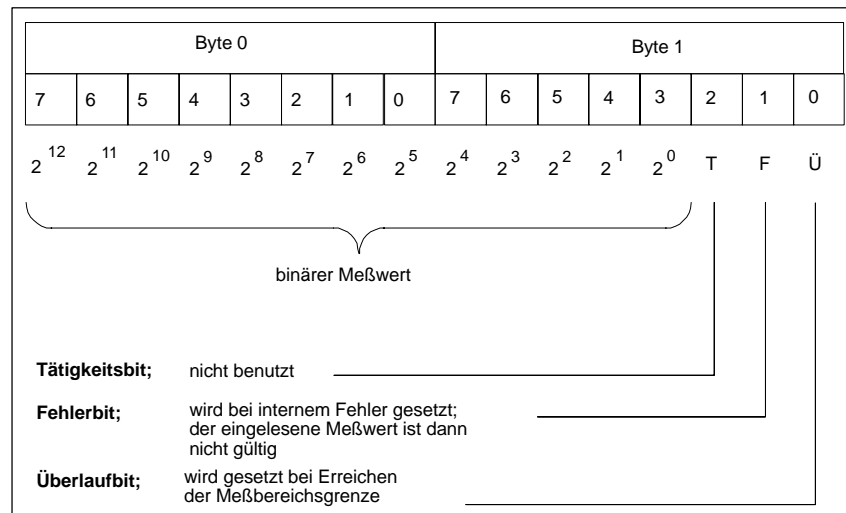 Byte 0 Byte 1
7 6 5 4 3 2 1 0 7 6 5 4 3 2 1 0
2^12 2^11 2^10 2^9 2^8 2^7 2^6 2^5 2^4 2^3 2^2 2^1 2^0 T F Ü
binärer Meßwert
Tätigkeitsbit; nicht benutzt
Fehlerbit; wird bei internem Fehler gesetzt;
der eingelesene Meßwert ist dann
nicht gültig
Überlaufbit; wird gesetzt bei Erreichen
der Meßbereichsgrenze